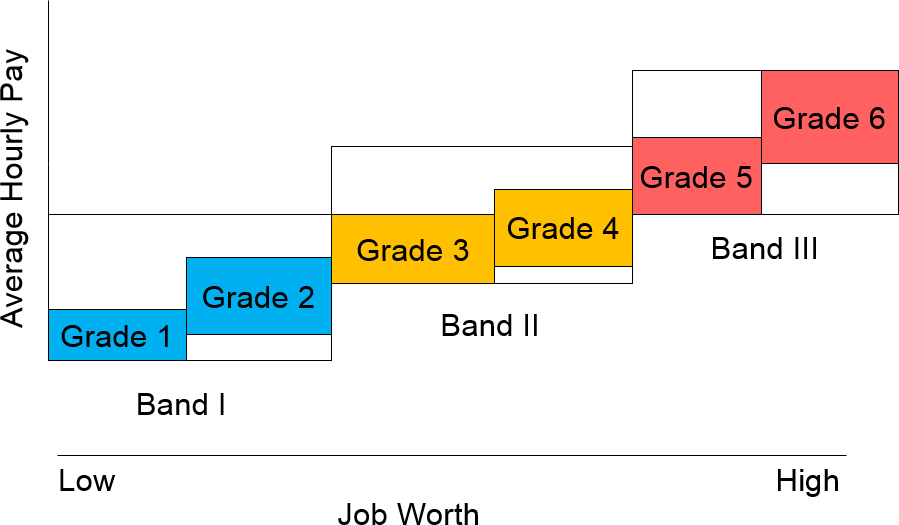 Average Hourly Pay
Grade 1
Grade 2
Grade 3
Grade 4
Grade 5
Grade 6
Band I
Band II
Band III
Low
High
Job Worth